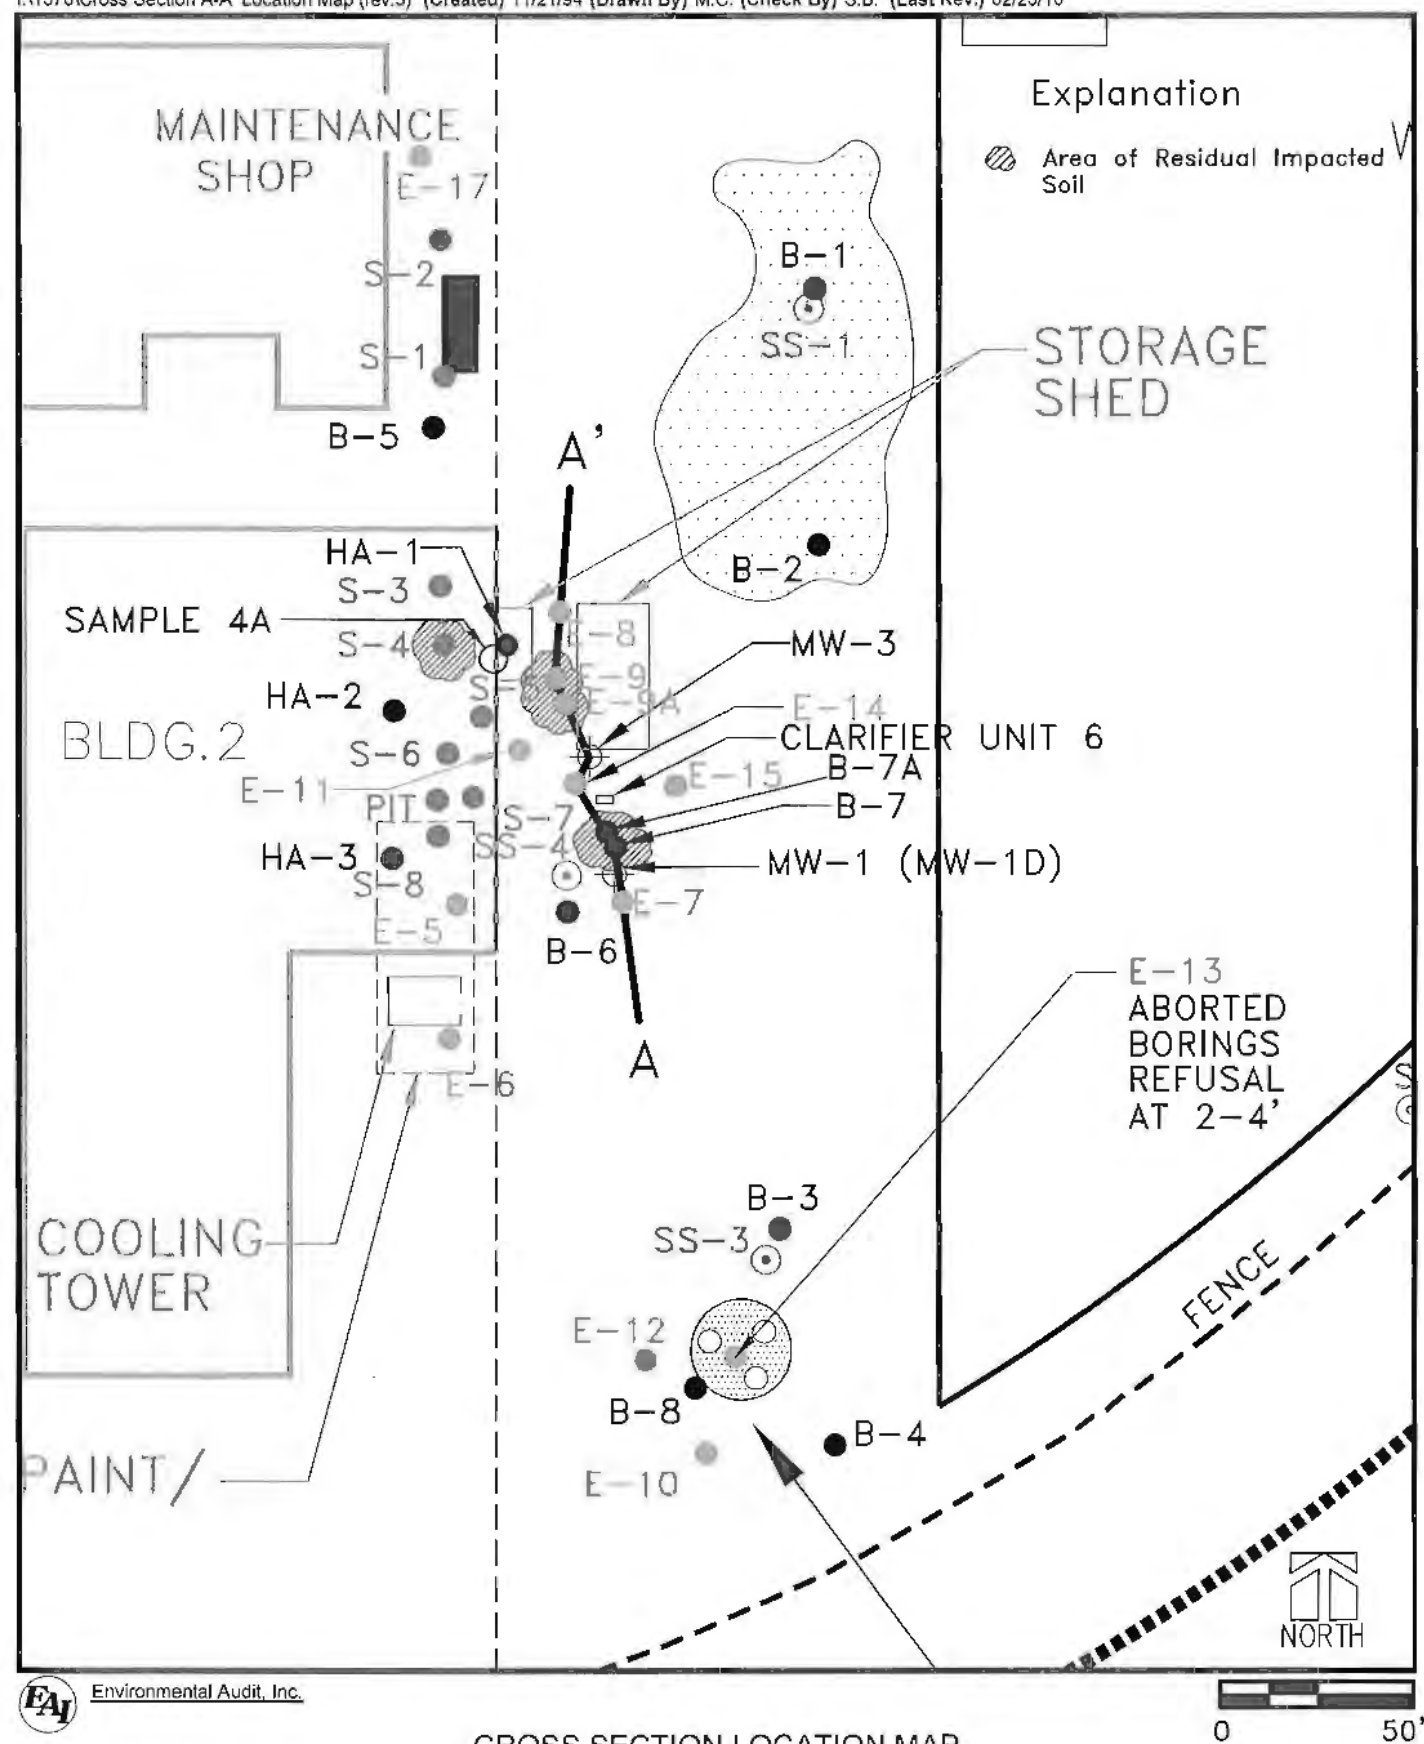 Explanation
Area of Residual Impacted
Soil
MAINTENANCE
SHOP
E-17
S-2
B-1
SS-1
S-1
STORAGE
SHED
B-5
A'
HA-1
B-2
S-3
SAMPLE 4A
E-8
MW-3
S-4
E-9
HA-2
E-9A
E-14
BLDG.2
CLARIFIER UNIT 6
S-6
B-7A
E-15
E-11
PIT
S-7
B-7
SS-4
HA-3
MW-1 (MW-1D)
S-8
E-7
E-5
B-6
E-13
ABORTED
BORINGS
REFUSAL
AT 2-4'
A
E-6
B-3
SS-3
COOLING
TOWER
FENCE
E-12
B-8
B-4
PAINT/
E-10
NORTH
EAI
Environmental Audit, Inc.
0 50'
CROSS SECTION LOCATION MAP